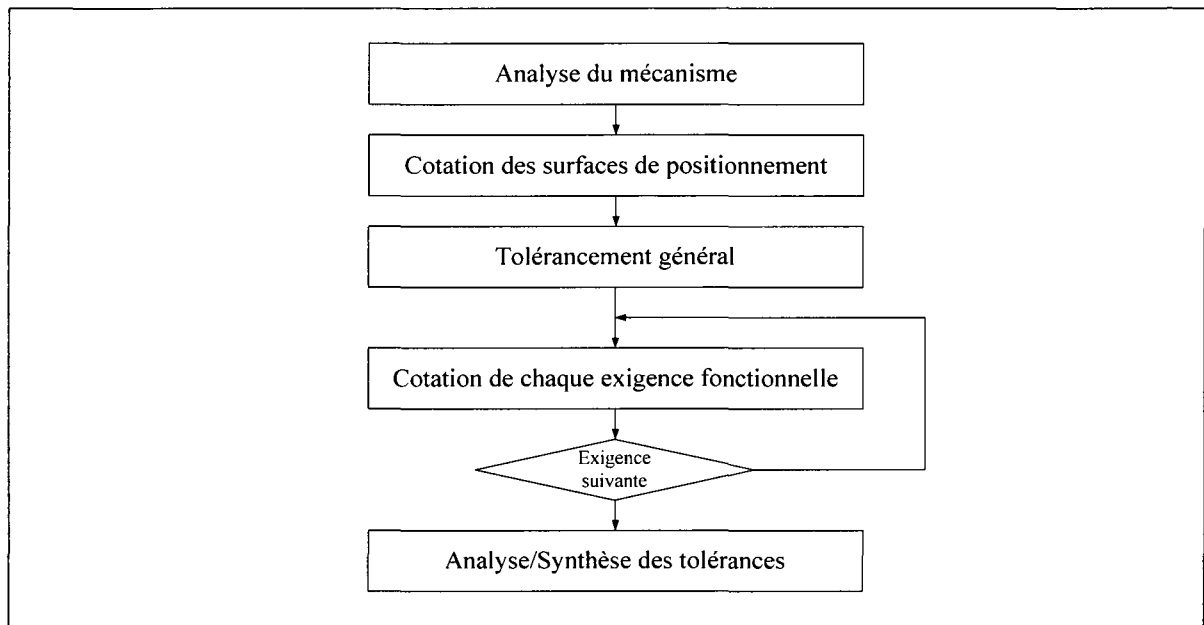 Analyse du mécanisme
Cotation des surfaces de positionnement
Tolérancement général
Cotation de chaque exigence fonctionnelle
Exigence
suivante
Analyse/Synthèse des tolérances